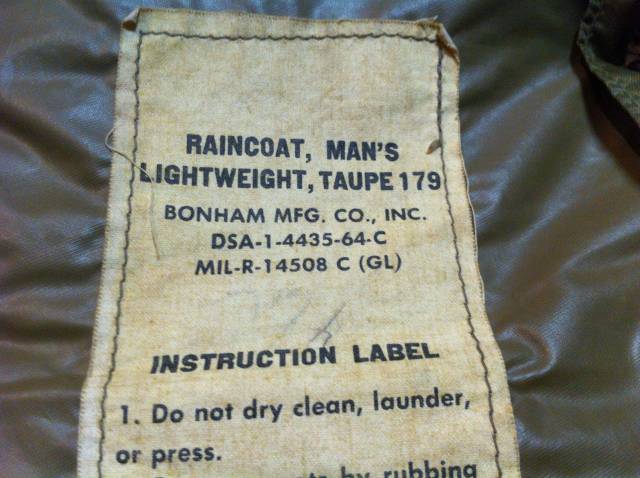 RAINCOAT, MAN'S
LIGHTWEIGHT, TAUPE 179
BONHAM MFG. CO., INC.
DSA-1-4435-64-C
MIL-R-14508 C (GL)
INSTRUCTION LABEL
1. Do not dry clean, launder,
or press.
by rubbing